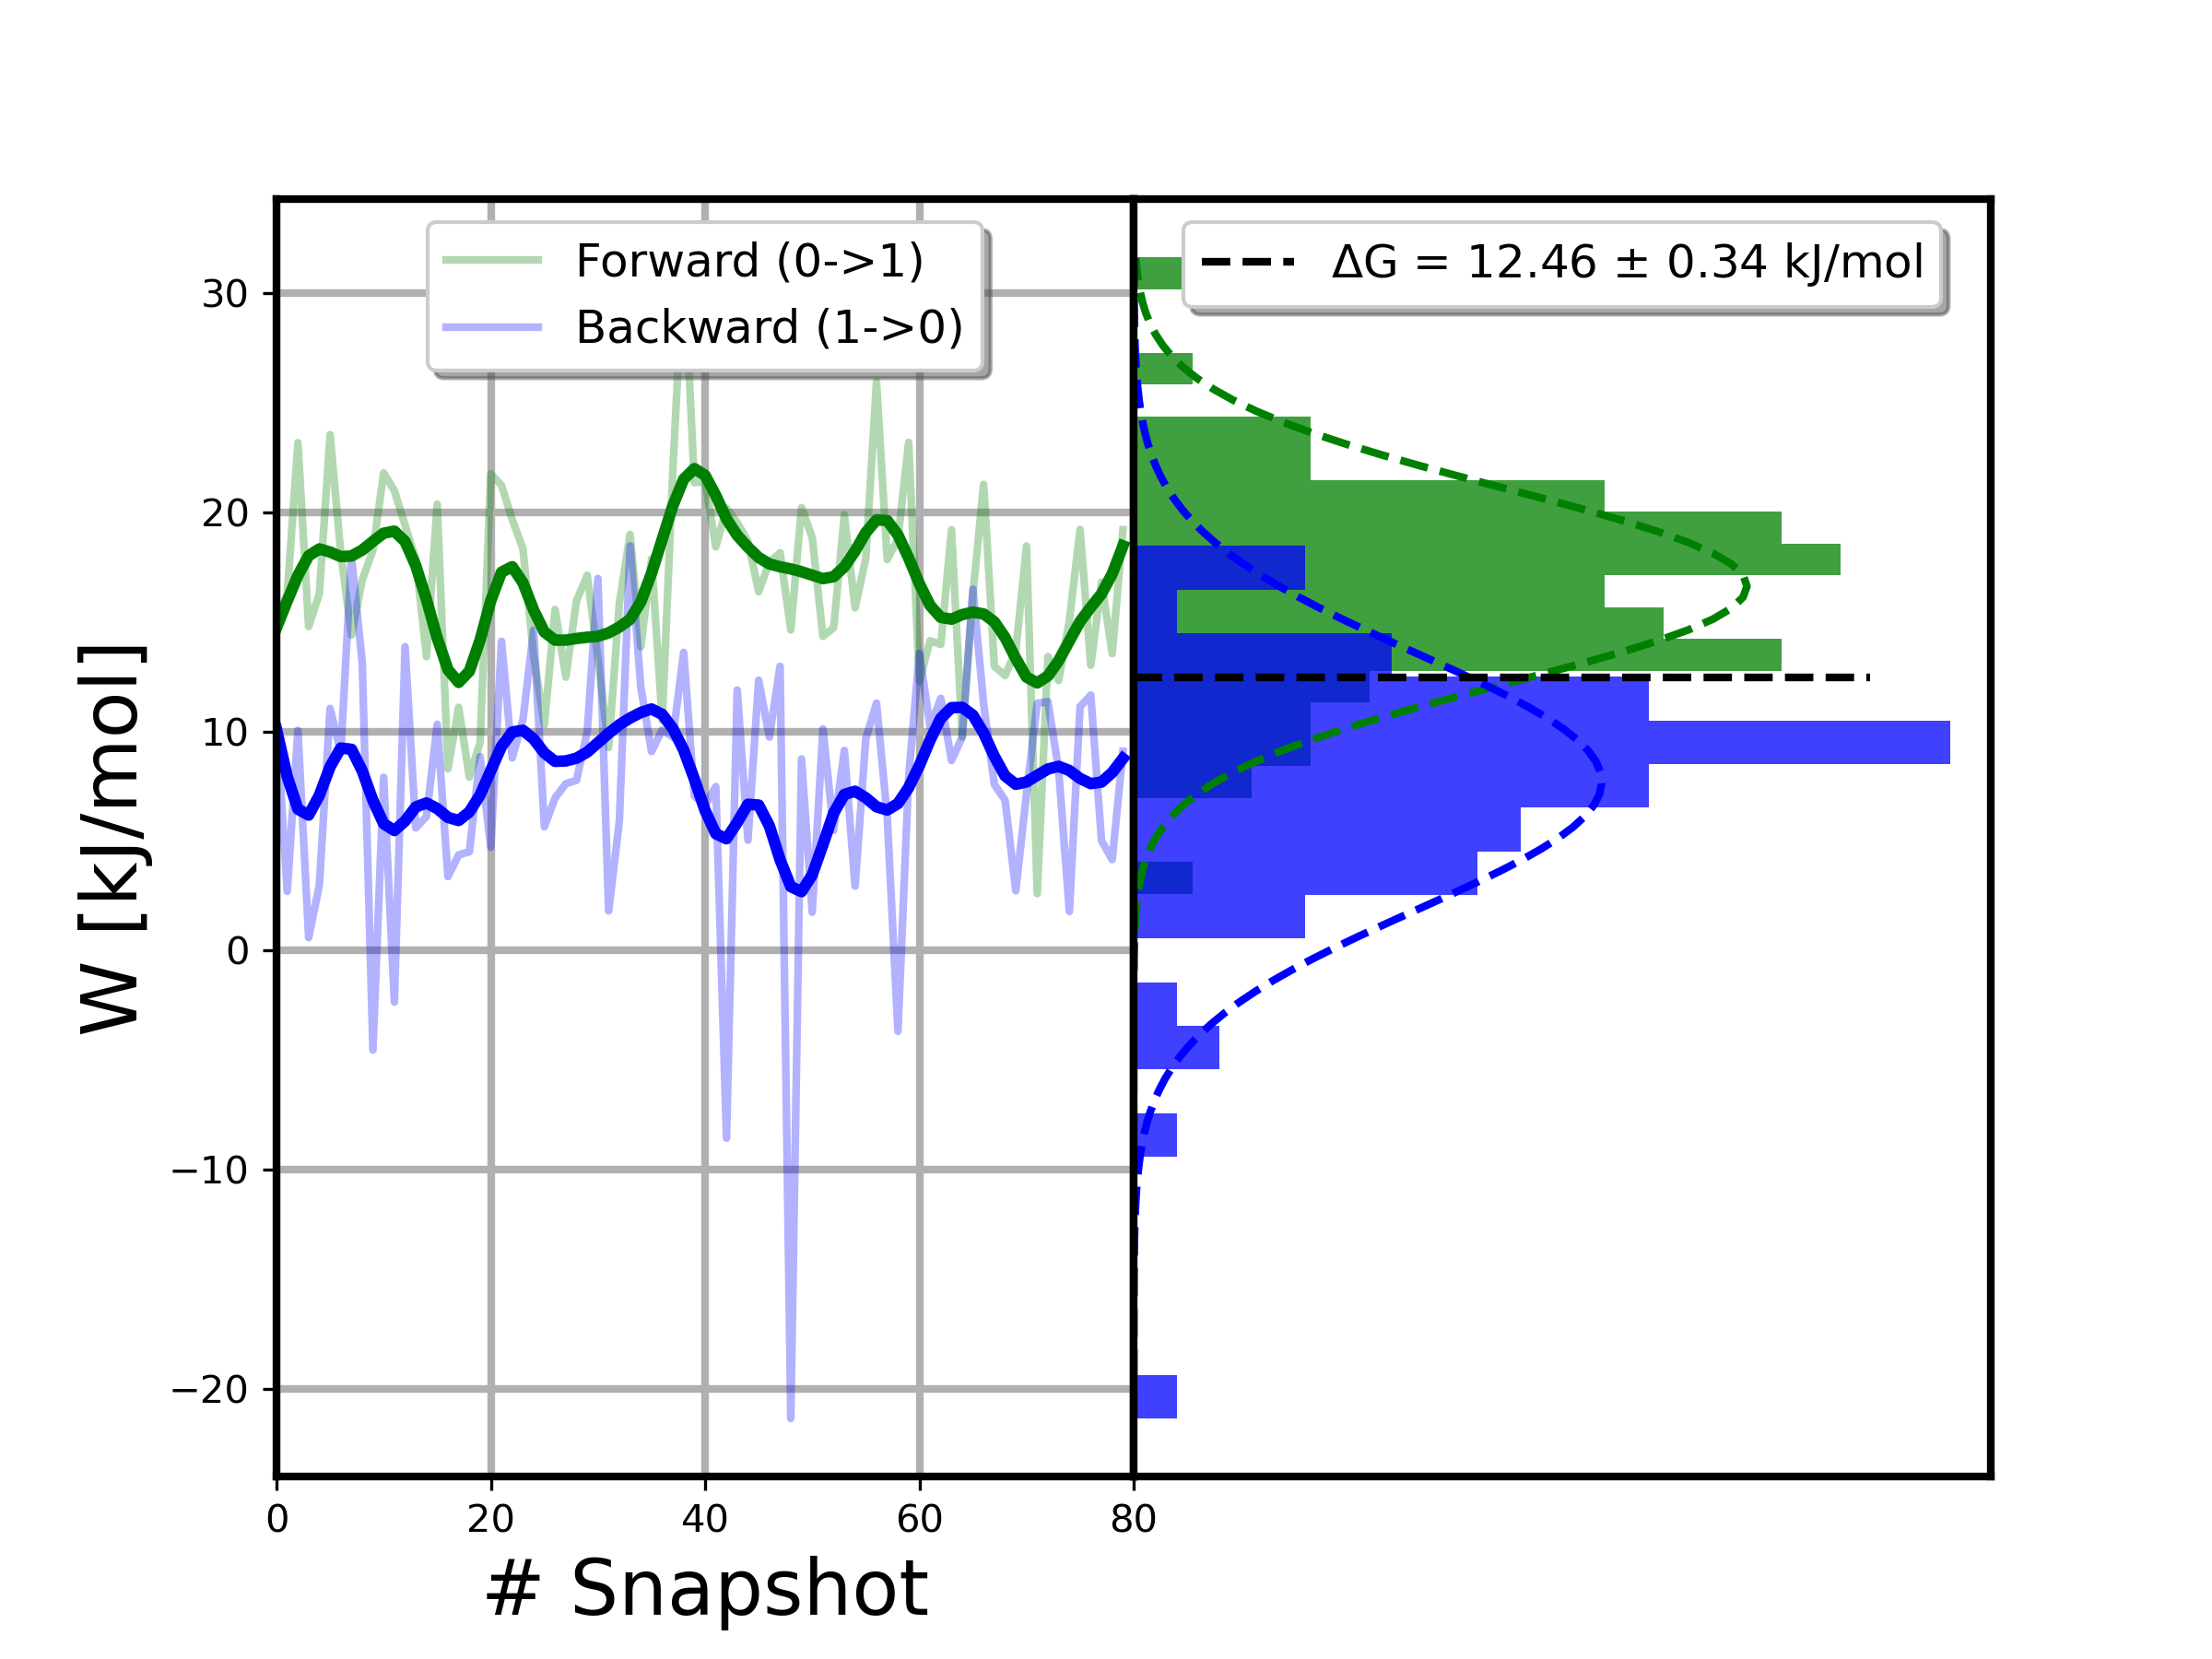 Forward (0->1)
Backward (1->0)
ΔG = 12.46 ± 0.34 kJ/mol
30
20
10
0
−10
−20
W [kJ/mol]
0 20 40 60 80
# Snapshot